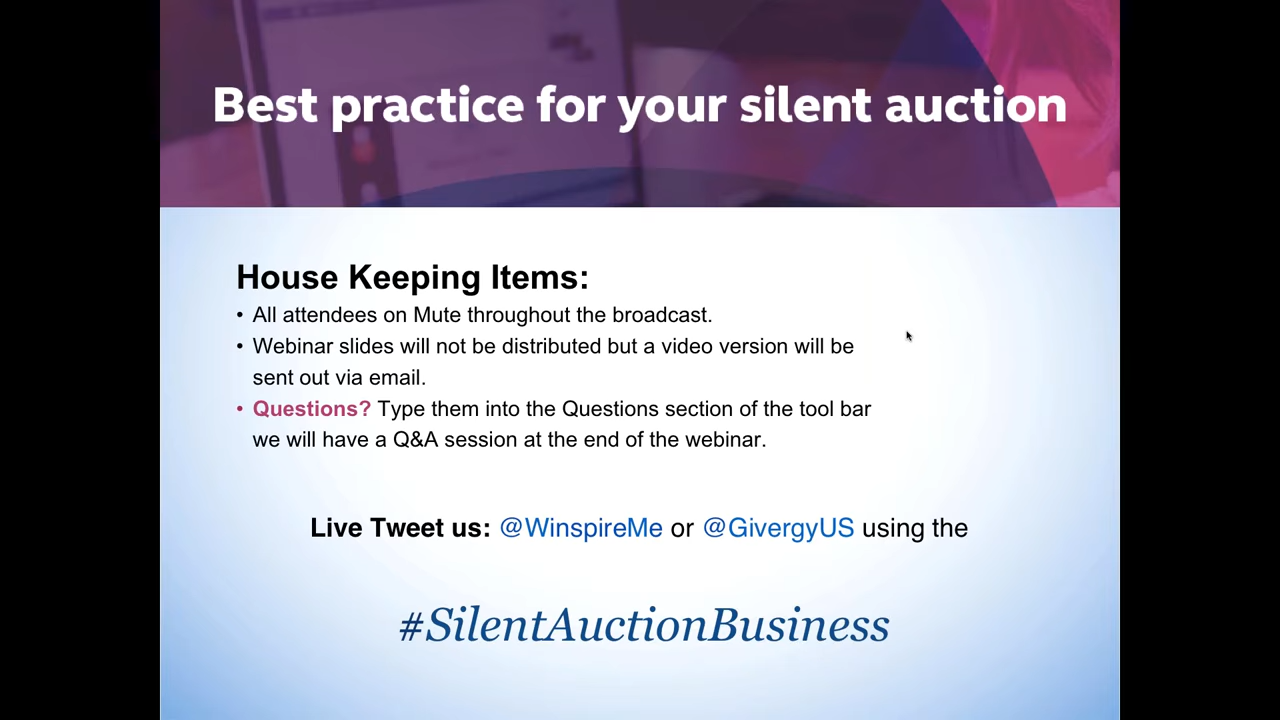 Best practice for your silent auction
House Keeping Items:
• All attendees on Mute throughout the broadcast.
• Webinar slides will not be distributed but a video version will be
sent out via email.
• Questions? Type them into the Questions section of the tool bar
we will have a Q&A session at the end of the webinar.
Live Tweet us: @WinspireMe or @GivergyUS using the
#SilentAuctionBusiness